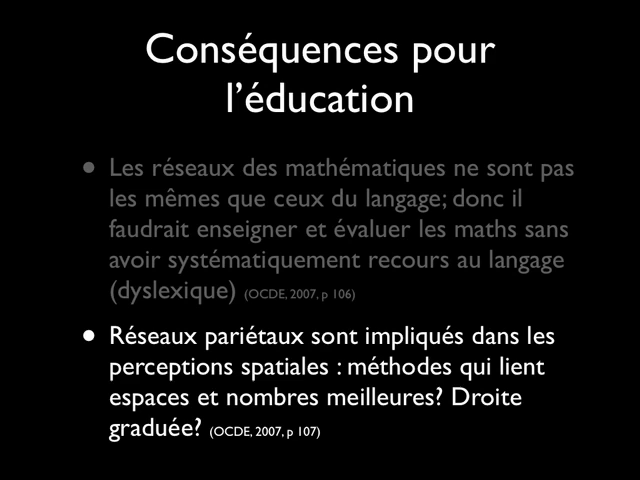 Conséquences pour
l’éducation
• Les réseaux des mathématiques ne sont pas
les mêmes que ceux du langage; donc il
faudrait enseigner et évaluer les maths sans
avoir systématiquement recours au langage
(dyslexique) (OCDE, 2007, p 106)
• Réseaux pariétaux sont impliqués dans les
perceptions spatiales : méthodes qui lient
espaces et nombres meilleures? Droite
graduée? (OCDE, 2007, p 107)